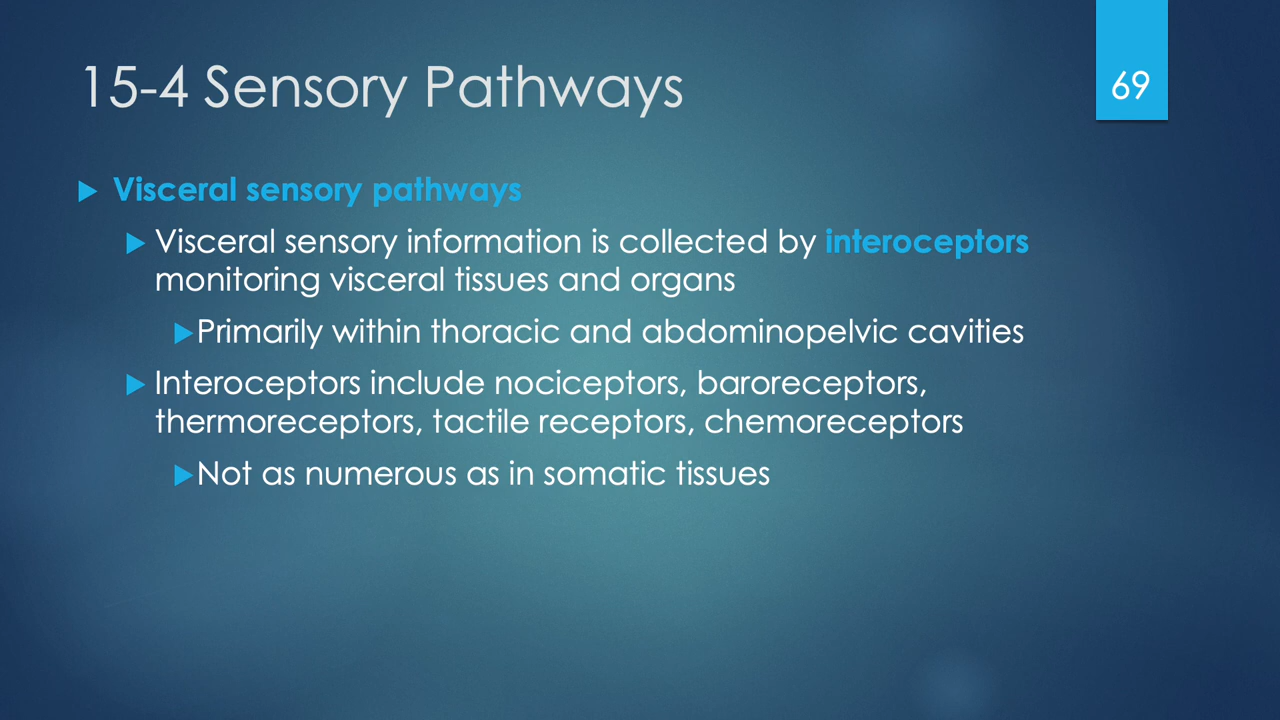 15-4 Sensory Pathways
69
Visceral sensory pathways
Visceral sensory information is collected by interoceptors
monitoring visceral tissues and organs
Primarily within thoracic and abdominopelvic cavities
Interoceptors include nociceptors, baroreceptors,
thermoreceptors, tactile receptors, chemoreceptors
Not as numerous as in somatic tissues